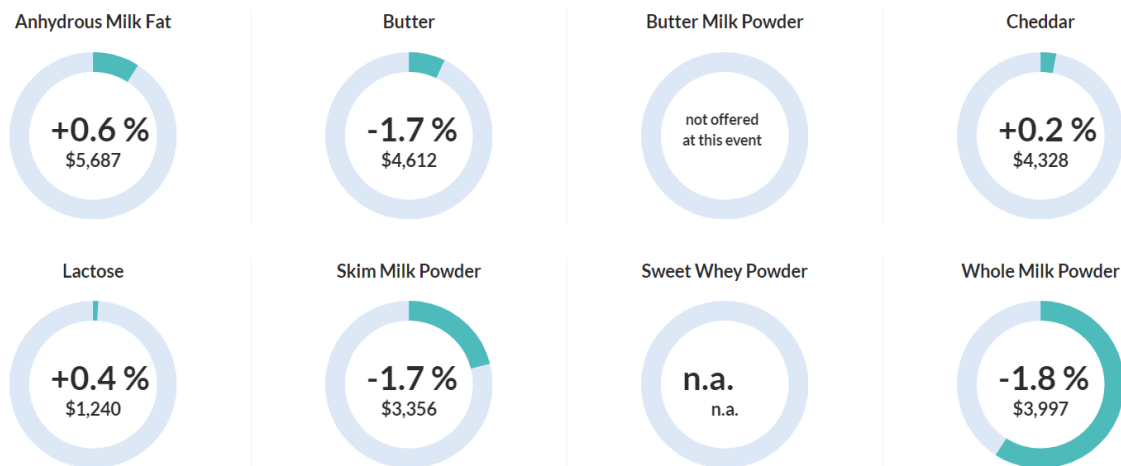 Anhydrous Milk Fat
+0.6 %
$5,687
Butter
-1.7 %
$4,612
Butter Milk Powder
not offered
at this event
Cheddar
+0.2 %
$4,328
Lactose
+0.4 %
$1,240
Skim Milk Powder
-1.7 %
$3,356
Sweet Whey Powder
n.a.
n.a.
Whole Milk Powder
-1.8 %
$3,997